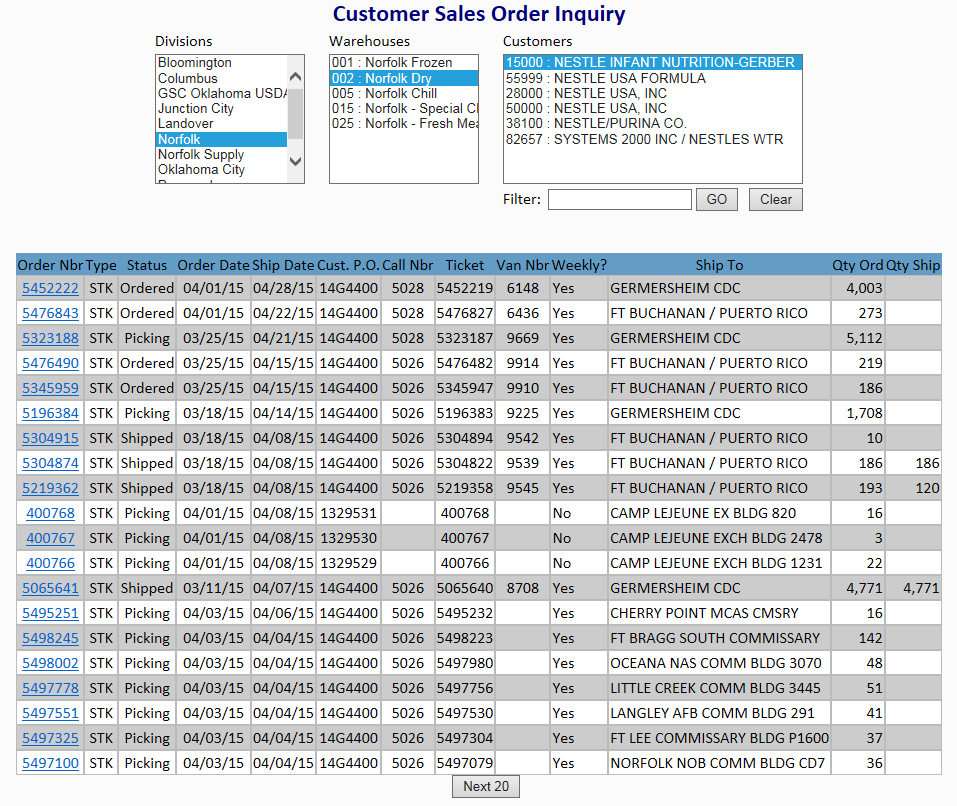 Customer Sales Order Inquiry
Divisions Warehouses Customers
Bloomington
Columbus
GSC Oklahoma USDA
Junction City
Landover
Norfolk
Norfolk Supply
Oklahoma City
001 : Norfolk Frozen
002 : Norfolk Dry
005 : Norfolk Chill
015 : Norfolk - Special C
025 : Norfolk - Fresh Mea
15000 : NESTLE INFANT NUTRITION-GERBER
55999 : NESTLE USA FORMULA
28000 : NESTLE USA, INC
50000 : NESTLE USA, INC
38100 : NESTLE/PURINA CO.
82657 : SYSTEMS 2000 INC / NESTLES WTR
Filter: GO Clear
Order Nbr Type Status Order Date Ship Date Cust. P.O. Call Nbr Ticket Van Nbr Weekly? Ship To Qty Ord Qty Ship
5452222 STK Ordered 04/01/15 04/28/15 14G4400 5028 5452219 6148 Yes GERMERSHEIM CDC 4,003
5476843 STK Ordered 04/01/15 04/22/15 14G4400 5028 5476827 6436 Yes FT BUCHANAN / PUERTO RICO 273
5323188 STK Picking 03/25/15 04/21/15 14G4400 5028 5323187 9669 Yes GERMERSHEIM CDC 5,112
5476490 STK Ordered 03/25/15 04/15/15 14G4400 5026 5476482 9914 Yes FT BUCHANAN / PUERTO RICO 219
5345959 STK Ordered 03/25/15 04/15/15 14G4400 5026 5345947 9910 Yes FT BUCHANAN / PUERTO RICO 186
5196384 STK Picking 03/18/15 04/14/15 14G4400 5026 5196383 9225 Yes GERMERSHEIM CDC 1,708
5304915 STK Shipped 03/18/15 04/08/15 14G4400 5026 5304894 9542 Yes FT BUCHANAN / PUERTO RICO 10
5304874 STK Shipped 03/18/15 04/08/15 14G4400 5026 5304822 9539 Yes FT BUCHANAN / PUERTO RICO 186 186
5219362 STK Shipped 03/18/15 04/08/15 14G4400 5026 5219358 9545 Yes FT BUCHANAN / PUERTO RICO 193 120
400768 STK Picking 04/01/15 04/08/15 1329531 400768 No CAMP LEJEUNE EX BLDG 820 16
400767 STK Picking 04/01/15 04/08/15 1329530 400767 No CAMP LEJEUNE EXCH BLDG 2478 3
400766 STK Picking 04/01/15 04/08/15 1329529 400766 No CAMP LEJEUNE EXCH BLDG 1231 22
5065641 STK Shipped 03/11/15 04/07/15 14G4400 5026 5065640 8708 Yes GERMERSHEIM CDC 4,771 4,771
5495251 STK Picking 04/03/15 04/06/15 14G4400 5026 5495232 Yes CHERRY POINT MCAS CMSRY 16
5498245 STK Picking 04/03/15 04/04/15 14G4400 5026 5498223 Yes FT BRAGG SOUTH COMMISSARY 142
5498002 STK Picking 04/03/15 04/04/15 14G4400 5026 5497980 Yes OCEANA NAS COMM BLDG 3070 48
5497778 STK Picking 04/03/15 04/04/15 14G4400 5026 5497756 Yes LITTLE CREEK COMM BLDG 3445 51
5497551 STK Picking 04/03/15 04/04/15 14G4400 5026 5497530 Yes LANGLEY AFB COMM BLDG 291 41
5497325 STK Picking 04/03/15 04/04/15 14G4400 5026 5497304 Yes FT LEE COMMISSARY BLDG P1600 37
5497100 STK Picking 04/03/15 04/04/15 14G4400 5026 5497079 Yes NORFOLK NOB COMM BLDG CD7 36
Next 20